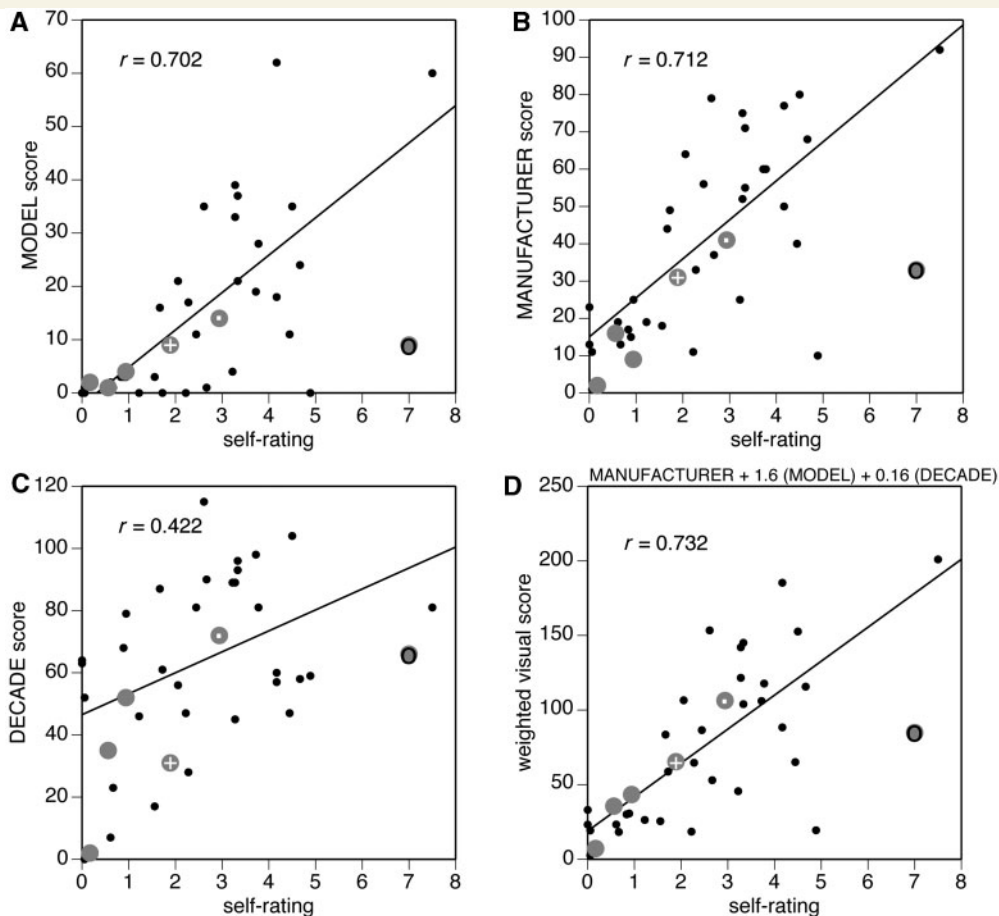 A
r = 0.702
MODEL score
70
60
50
40
30
20
10
0
0 1 2 3 4 5 6 7 8
self-rating
B
r = 0.712
MANUFACTURER score
100
90
80
70
60
50
40
30
20
10
0
0 1 2 3 4 5 6 7 8
self-rating
C
r = 0.422
DECADE score
120
100
80
60
40
20
0
0 1 2 3 4 5 6 7 8
self-rating
D
MANUFACTURER + 1.6 (MODEL) + 0.16 (DECADE)
r = 0.732
weighted visual score
250
200
150
100
50
0
0 1 2 3 4 5 6 7 8
self-rating